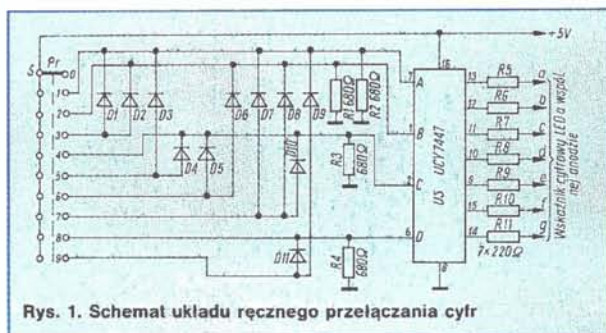 +5V
S Pr 0
1
2
3
4
5
6
7
8
9
D1 D2 D3
D4 D5
D6 D7 D8 D9
D10
D11
R1 680Ω
R2 680Ω
R3 680Ω
R4 680Ω
7 A
1 B
2 C
6 D
16
8
UCY7447
13 R5 a
12 R6 b
11 R7 c
10 R8 d
9 R9 e
15 R10 f
14 R11 g
7×220Ω
Wskaźnik cyfrowy LED o wspól
nej anodzie
Rys. 1. Schemat układu ręcznego przełączania cyfr